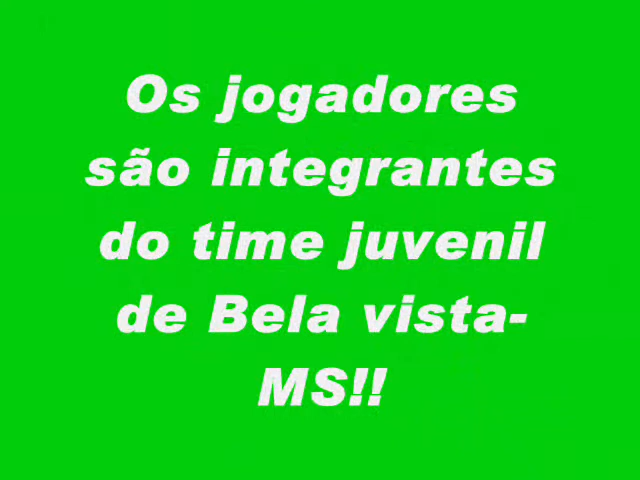 Os jogadores
são integrantes
do time juvenil
de Bela vista-
MS!!